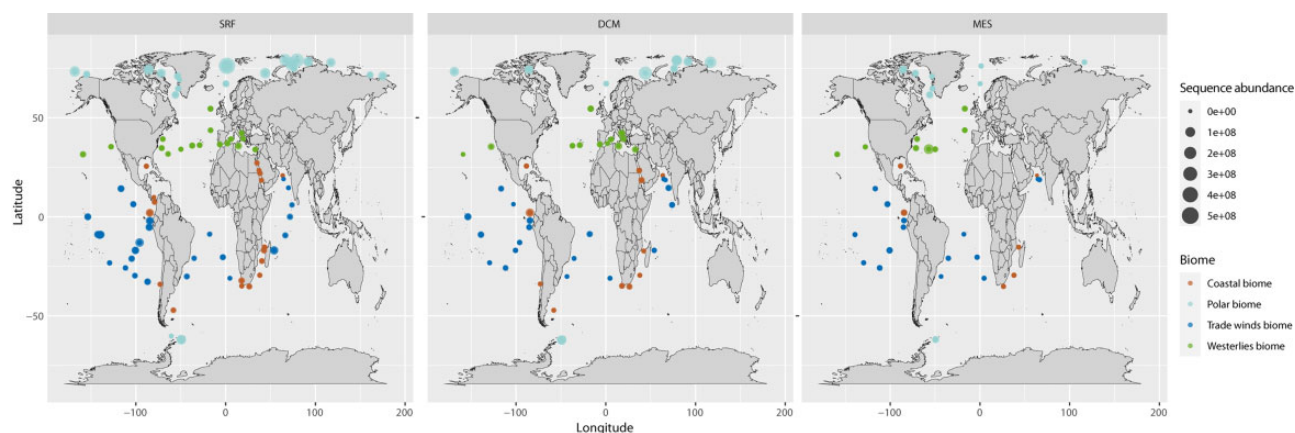 SRF DCM MES
Sequence abundance
0e+00
1e+08
2e+08
3e+08
4e+08
5e+08
Latitude
50
0
−50
Biome
Coastal biome
Polar biome
Trade winds biome
Westerlies biome
−100 0 100 200 −100 0 100 200 −100 0 100 200
Longitude